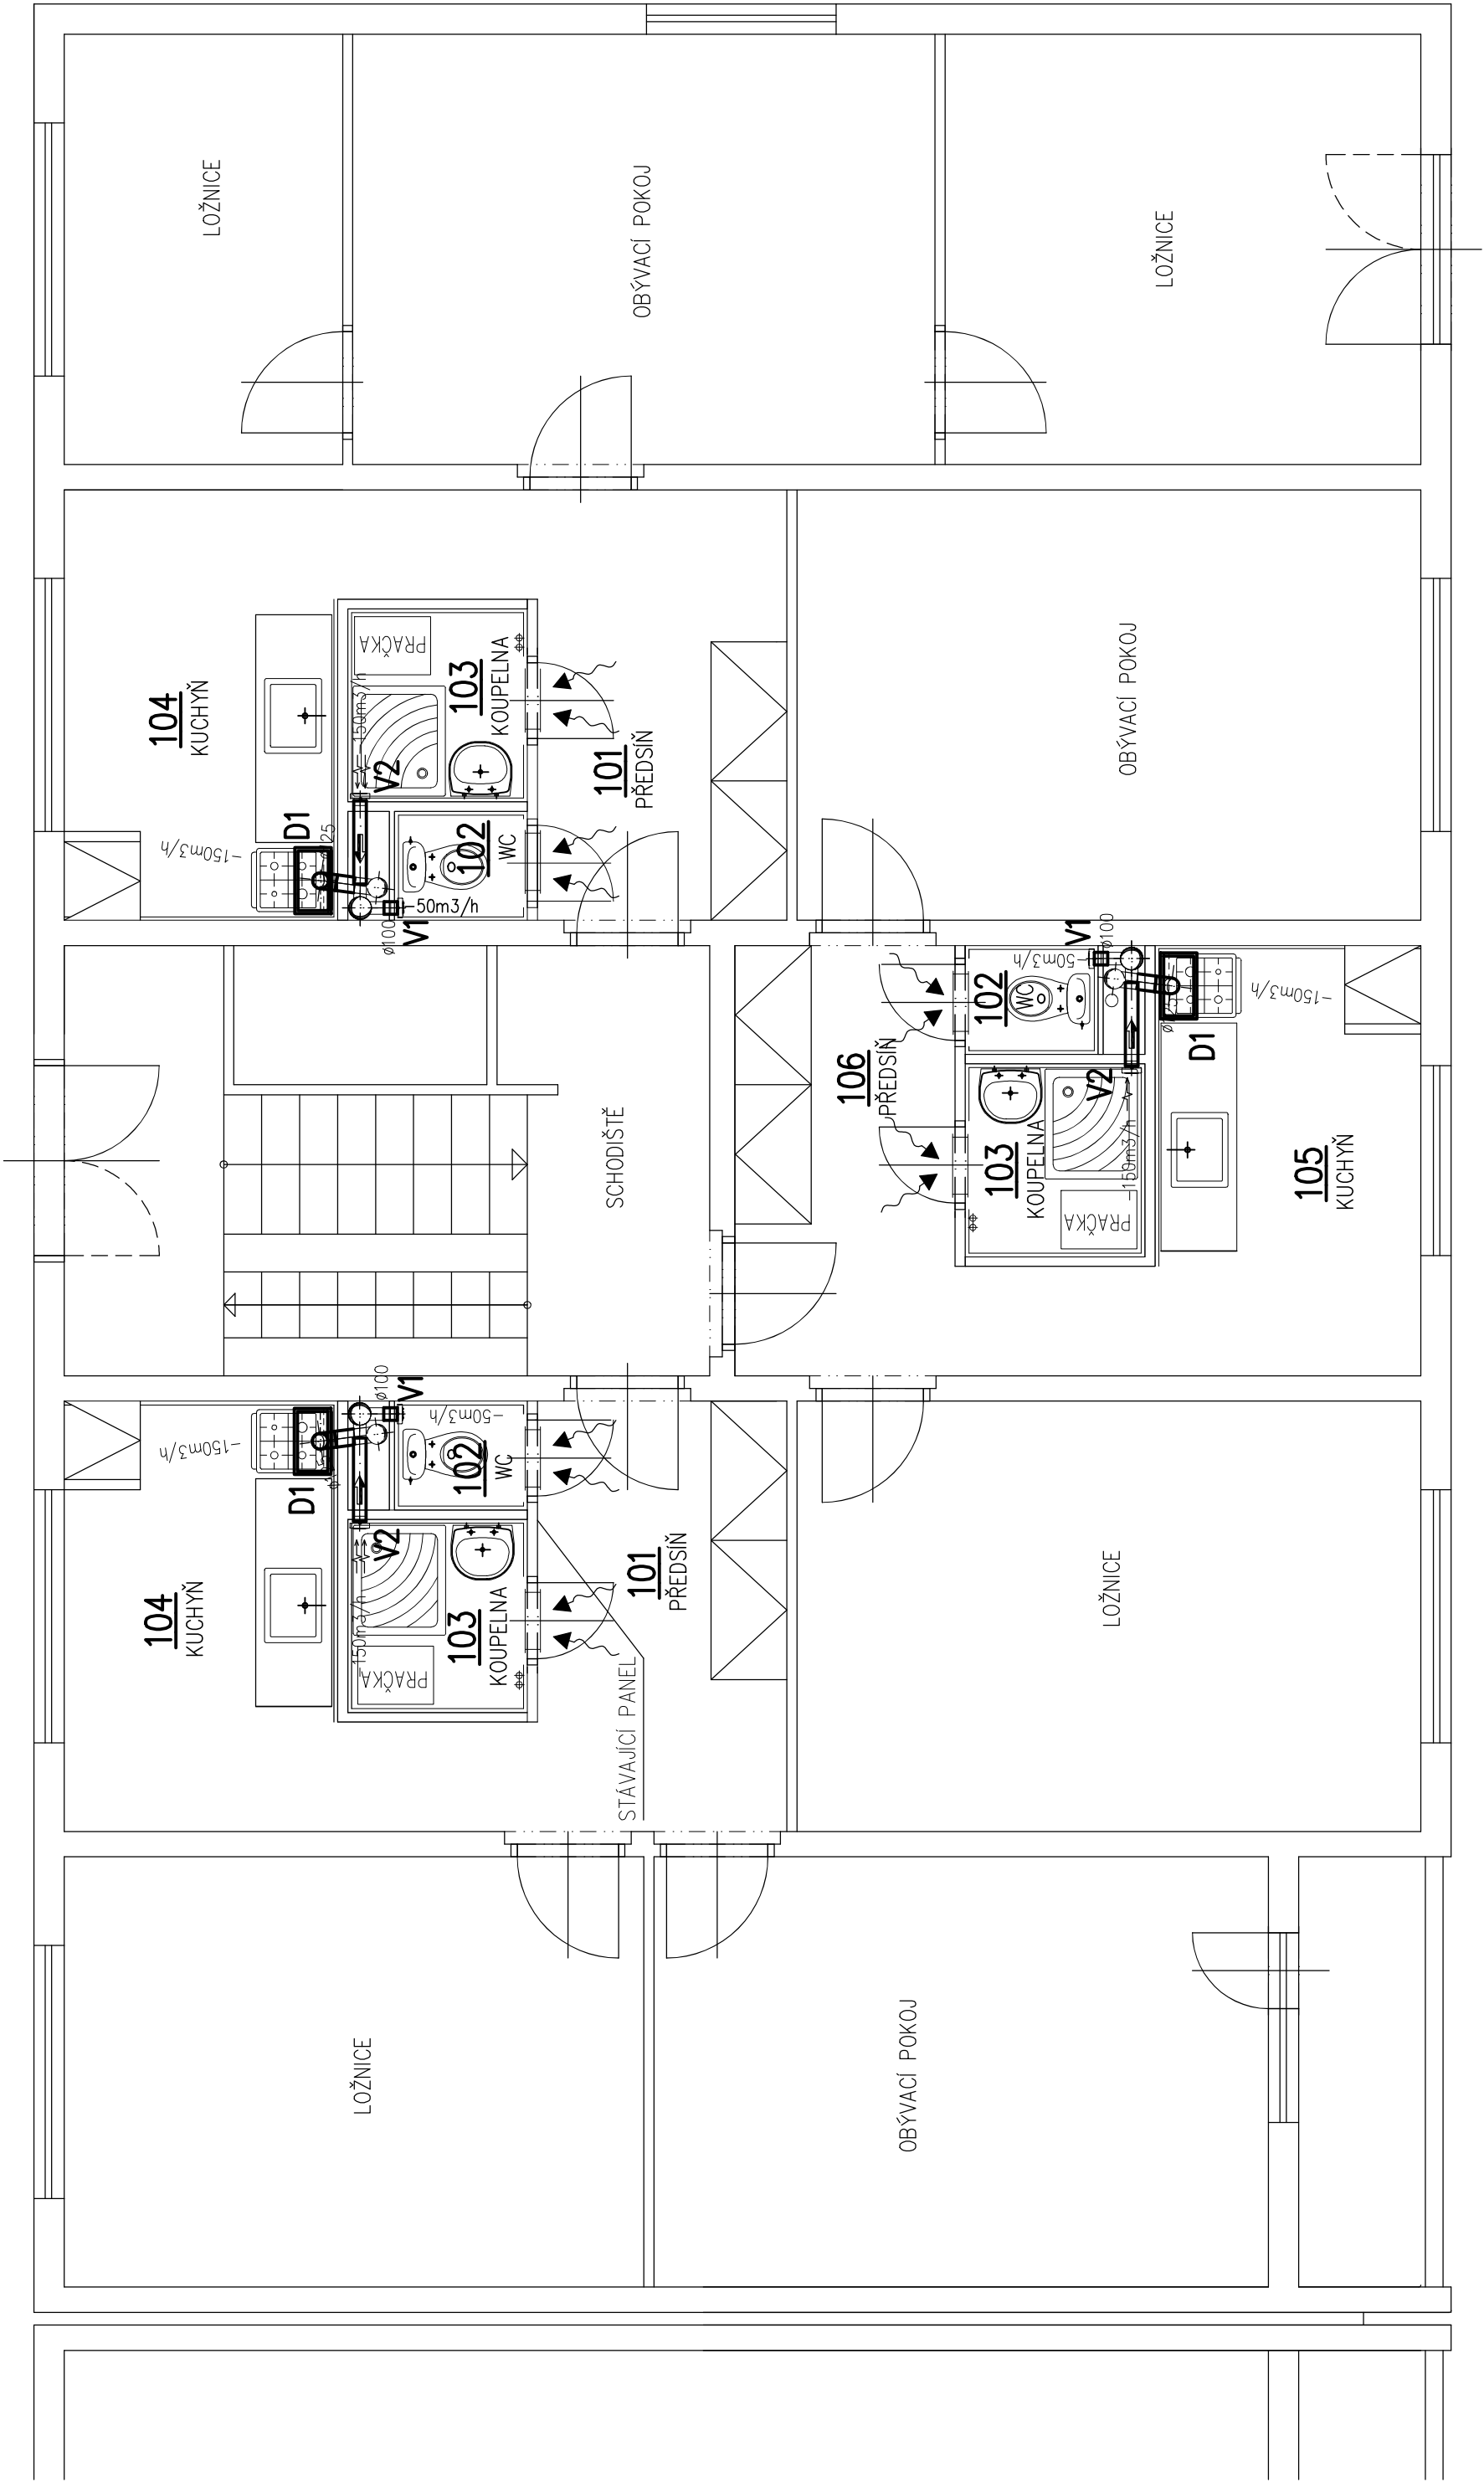 LOŽNICE
OBÝVACÍ POKOJ
LOŽNICE
104
KUCHYŇ
PRAČKA
103
KOUPELNA
150m3/h
V2
101
PŘEDSÍŇ
OBÝVACÍ POKOJ
D1
-150m3/h
102
WC
-50m3/h
ø100
V1
V1
ø100
-50m3/h
102
WC
-150m3/h
D1
106
PŘEDSÍŇ
V2
SCHODIŠTĚ
103
KOUPELNA
-150m3/h
PRAČKA
105
KUCHYŇ
ø100
V1
-50m3/h
-150m3/h
102
WC
D1
V2
104
KUCHYŇ
150m3/h
103
KOUPELNA
PRAČKA
101
PŘEDSÍŇ
LOŽNICE
STÁVAJÍCÍ PANEL
LOŽNICE
OBÝVACÍ POKOJ